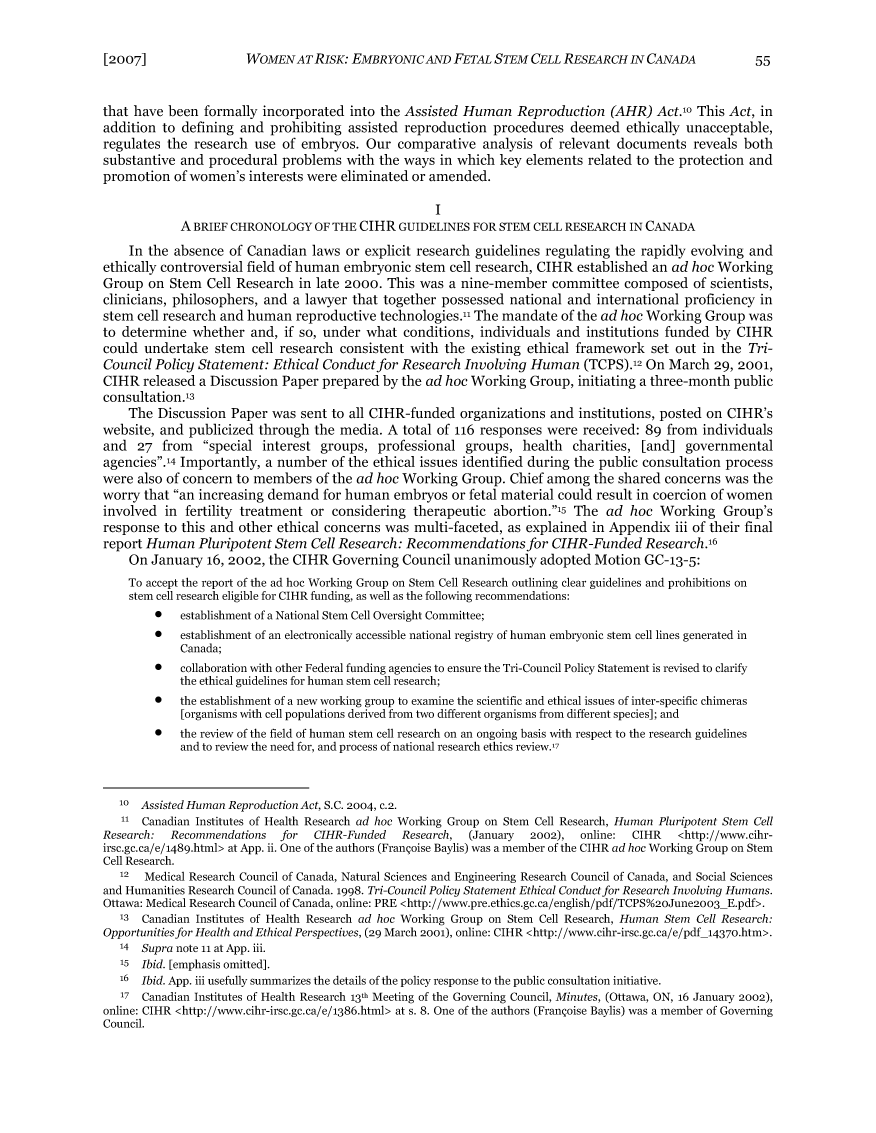 [2007] WOMEN AT RISK: EMBRYONIC AND FETAL STEM CELL RESEARCH IN CANADA 55
that have been formally incorporated into the Assisted Human Reproduction (AHR) Act.10 This Act, in
addition to defining and prohibiting assisted reproduction procedures deemed ethically unacceptable,
regulates the research use of embryos. Our comparative analysis of relevant documents reveals both
substantive and procedural problems with the ways in which key elements related to the protection and
promotion of women’s interests were eliminated or amended.
I
A BRIEF CHRONOLOGY OF THE CIHR GUIDELINES FOR STEM CELL RESEARCH IN CANADA
In the absence of Canadian laws or explicit research guidelines regulating the rapidly evolving and
ethically controversial field of human embryonic stem cell research, CIHR established an ad hoc Working
Group on Stem Cell Research in late 2000. This was a nine-member committee composed of scientists,
clinicians, philosophers, and a lawyer that together possessed national and international proficiency in
stem cell research and human reproductive technologies.11 The mandate of the ad hoc Working Group was
to determine whether and, if so, under what conditions, individuals and institutions funded by CIHR
could undertake stem cell research consistent with the existing ethical framework set out in the Tri-
Council Policy Statement: Ethical Conduct for Research Involving Human (TCPS).12 On March 29, 2001,
CIHR released a Discussion Paper prepared by the ad hoc Working Group, initiating a three-month public
consultation.13
The Discussion Paper was sent to all CIHR-funded organizations and institutions, posted on CIHR’s
website, and publicized through the media. A total of 116 responses were received: 89 from individuals
and 27 from “special interest groups, professional groups, health charities, [and] governmental
agencies”.14 Importantly, a number of the ethical issues identified during the public consultation process
were also of concern to members of the ad hoc Working Group. Chief among the shared concerns was the
worry that “an increasing demand for human embryos or fetal material could result in coercion of women
involved in fertility treatment or considering therapeutic abortion.”15 The ad hoc Working Group’s
response to this and other ethical concerns was multi-faceted, as explained in Appendix iii of their final
report Human Pluripotent Stem Cell Research: Recommendations for CIHR-Funded Research.16
On January 16, 2002, the CIHR Governing Council unanimously adopted Motion GC-13-5:
To accept the report of the ad hoc Working Group on Stem Cell Research outlining clear guidelines and prohibitions on
stem cell research eligible for CIHR funding, as well as the following recommendations:
● establishment of a National Stem Cell Oversight Committee;
● establishment of an electronically accessible national registry of human embryonic stem cell lines generated in
Canada;
● collaboration with other Federal funding agencies to ensure the Tri-Council Policy Statement is revised to clarify
the ethical guidelines for human stem cell research;
● the establishment of a new working group to examine the scientific and ethical issues of inter-specific chimeras
[organisms with cell populations derived from two different organisms from different species]; and
● the review of the field of human stem cell research on an ongoing basis with respect to the research guidelines
and to review the need for, and process of national research ethics review.17
10 Assisted Human Reproduction Act, S.C. 2004, c.2.
11 Canadian Institutes of Health Research ad hoc Working Group on Stem Cell Research, Human Pluripotent Stem Cell
Research: Recommendations for CIHR-Funded Research, (January 2002), online: CIHR <http://www.cihr-
irsc.gc.ca/e/1489.html> at App. ii. One of the authors (Françoise Baylis) was a member of the CIHR ad hoc Working Group on Stem
Cell Research.
12 Medical Research Council of Canada, Natural Sciences and Engineering Research Council of Canada, and Social Sciences
and Humanities Research Council of Canada. 1998. Tri-Council Policy Statement Ethical Conduct for Research Involving Humans.
Ottawa: Medical Research Council of Canada, online: PRE <http://www.pre.ethics.gc.ca/english/pdf/TCPS%20June2003_E.pdf>.
13 Canadian Institutes of Health Research ad hoc Working Group on Stem Cell Research, Human Stem Cell Research:
Opportunities for Health and Ethical Perspectives, (29 March 2001), online: CIHR <http://www.cihr-irsc.gc.ca/e/pdf_14370.htm>.
14 Supra note 11 at App. iii.
15 Ibid. [emphasis omitted].
16 Ibid. App. iii usefully summarizes the details of the policy response to the public consultation initiative.
17 Canadian Institutes of Health Research 13th Meeting of the Governing Council, Minutes, (Ottawa, ON, 16 January 2002),
online: CIHR <http://www.cihr-irsc.gc.ca/e/1386.html> at s. 8. One of the authors (Françoise Baylis) was a member of Governing
Council.